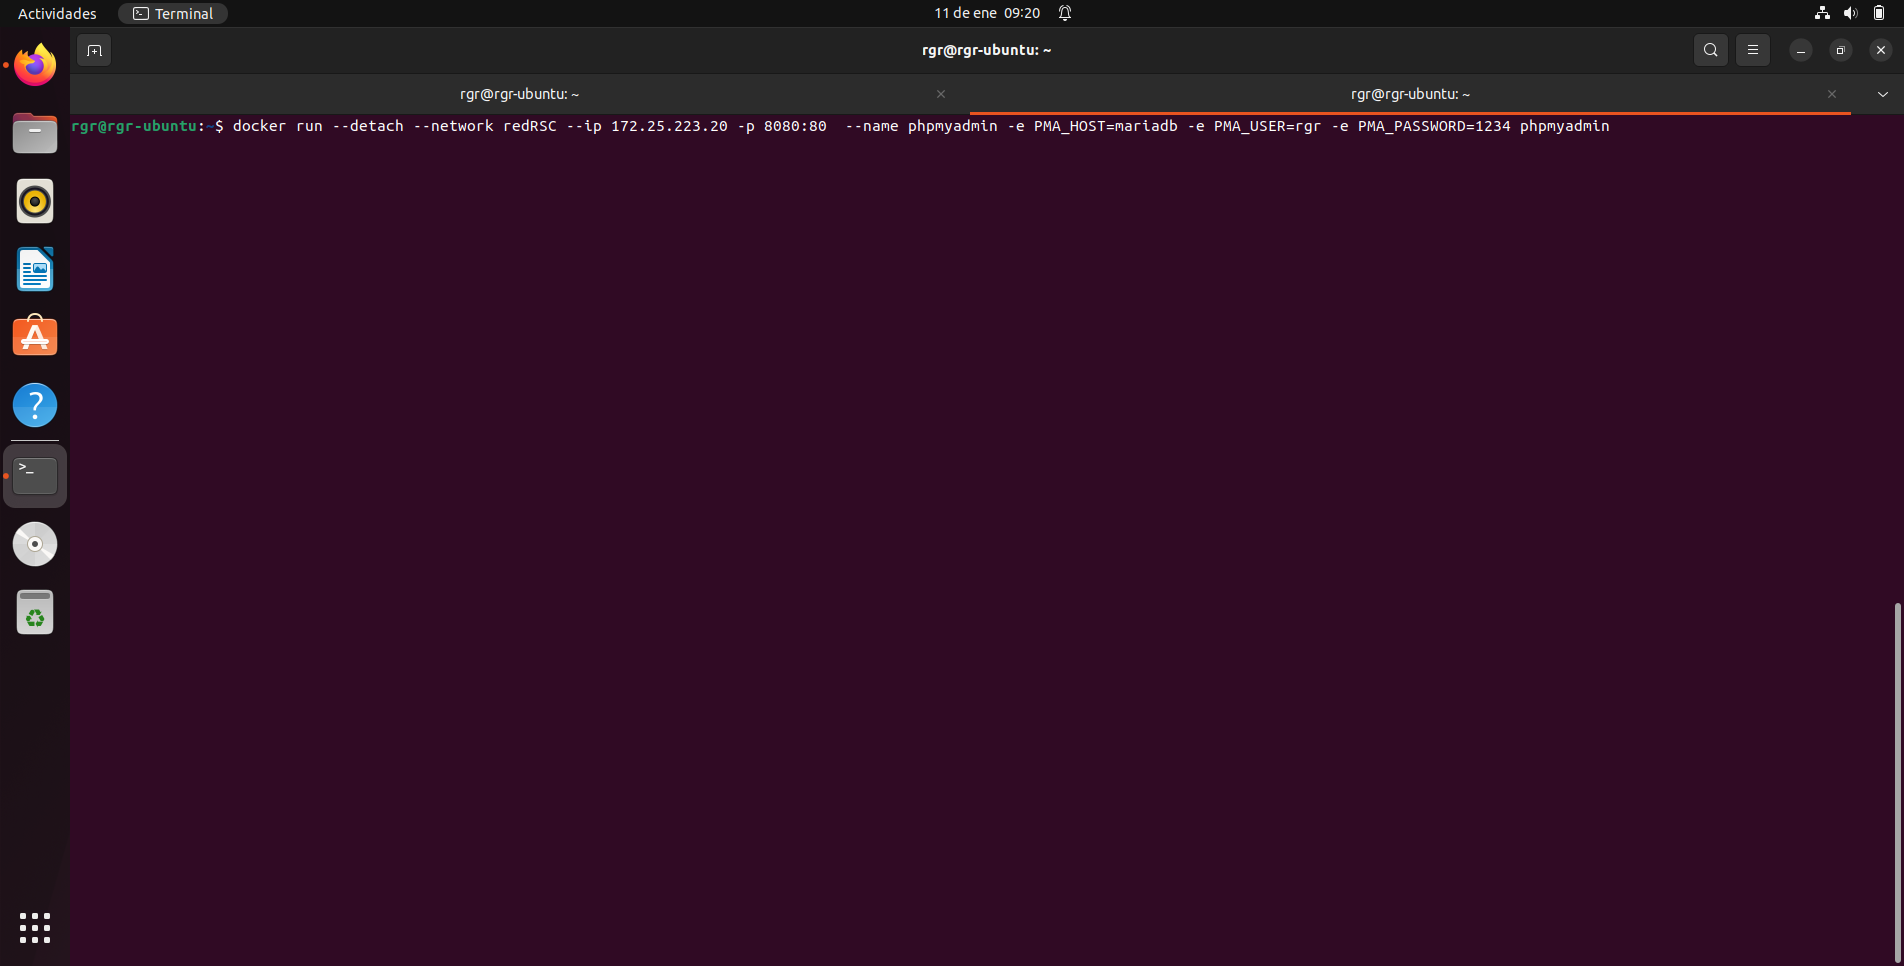 Actividades
Terminal
11 de ene 09:20
rgr@rgr-ubuntu: ~
rgr@rgr-ubuntu: ~
rgr@rgr-ubuntu: ~
rgr@rgr-ubuntu:~$ docker run --detach --network redRSC --ip 172.25.223.20 -p 8080:80  --name phpmyadmin -e PMA_HOST=mariadb -e PMA_USER=rgr -e PMA_PASSWORD=1234 phpmyadmin